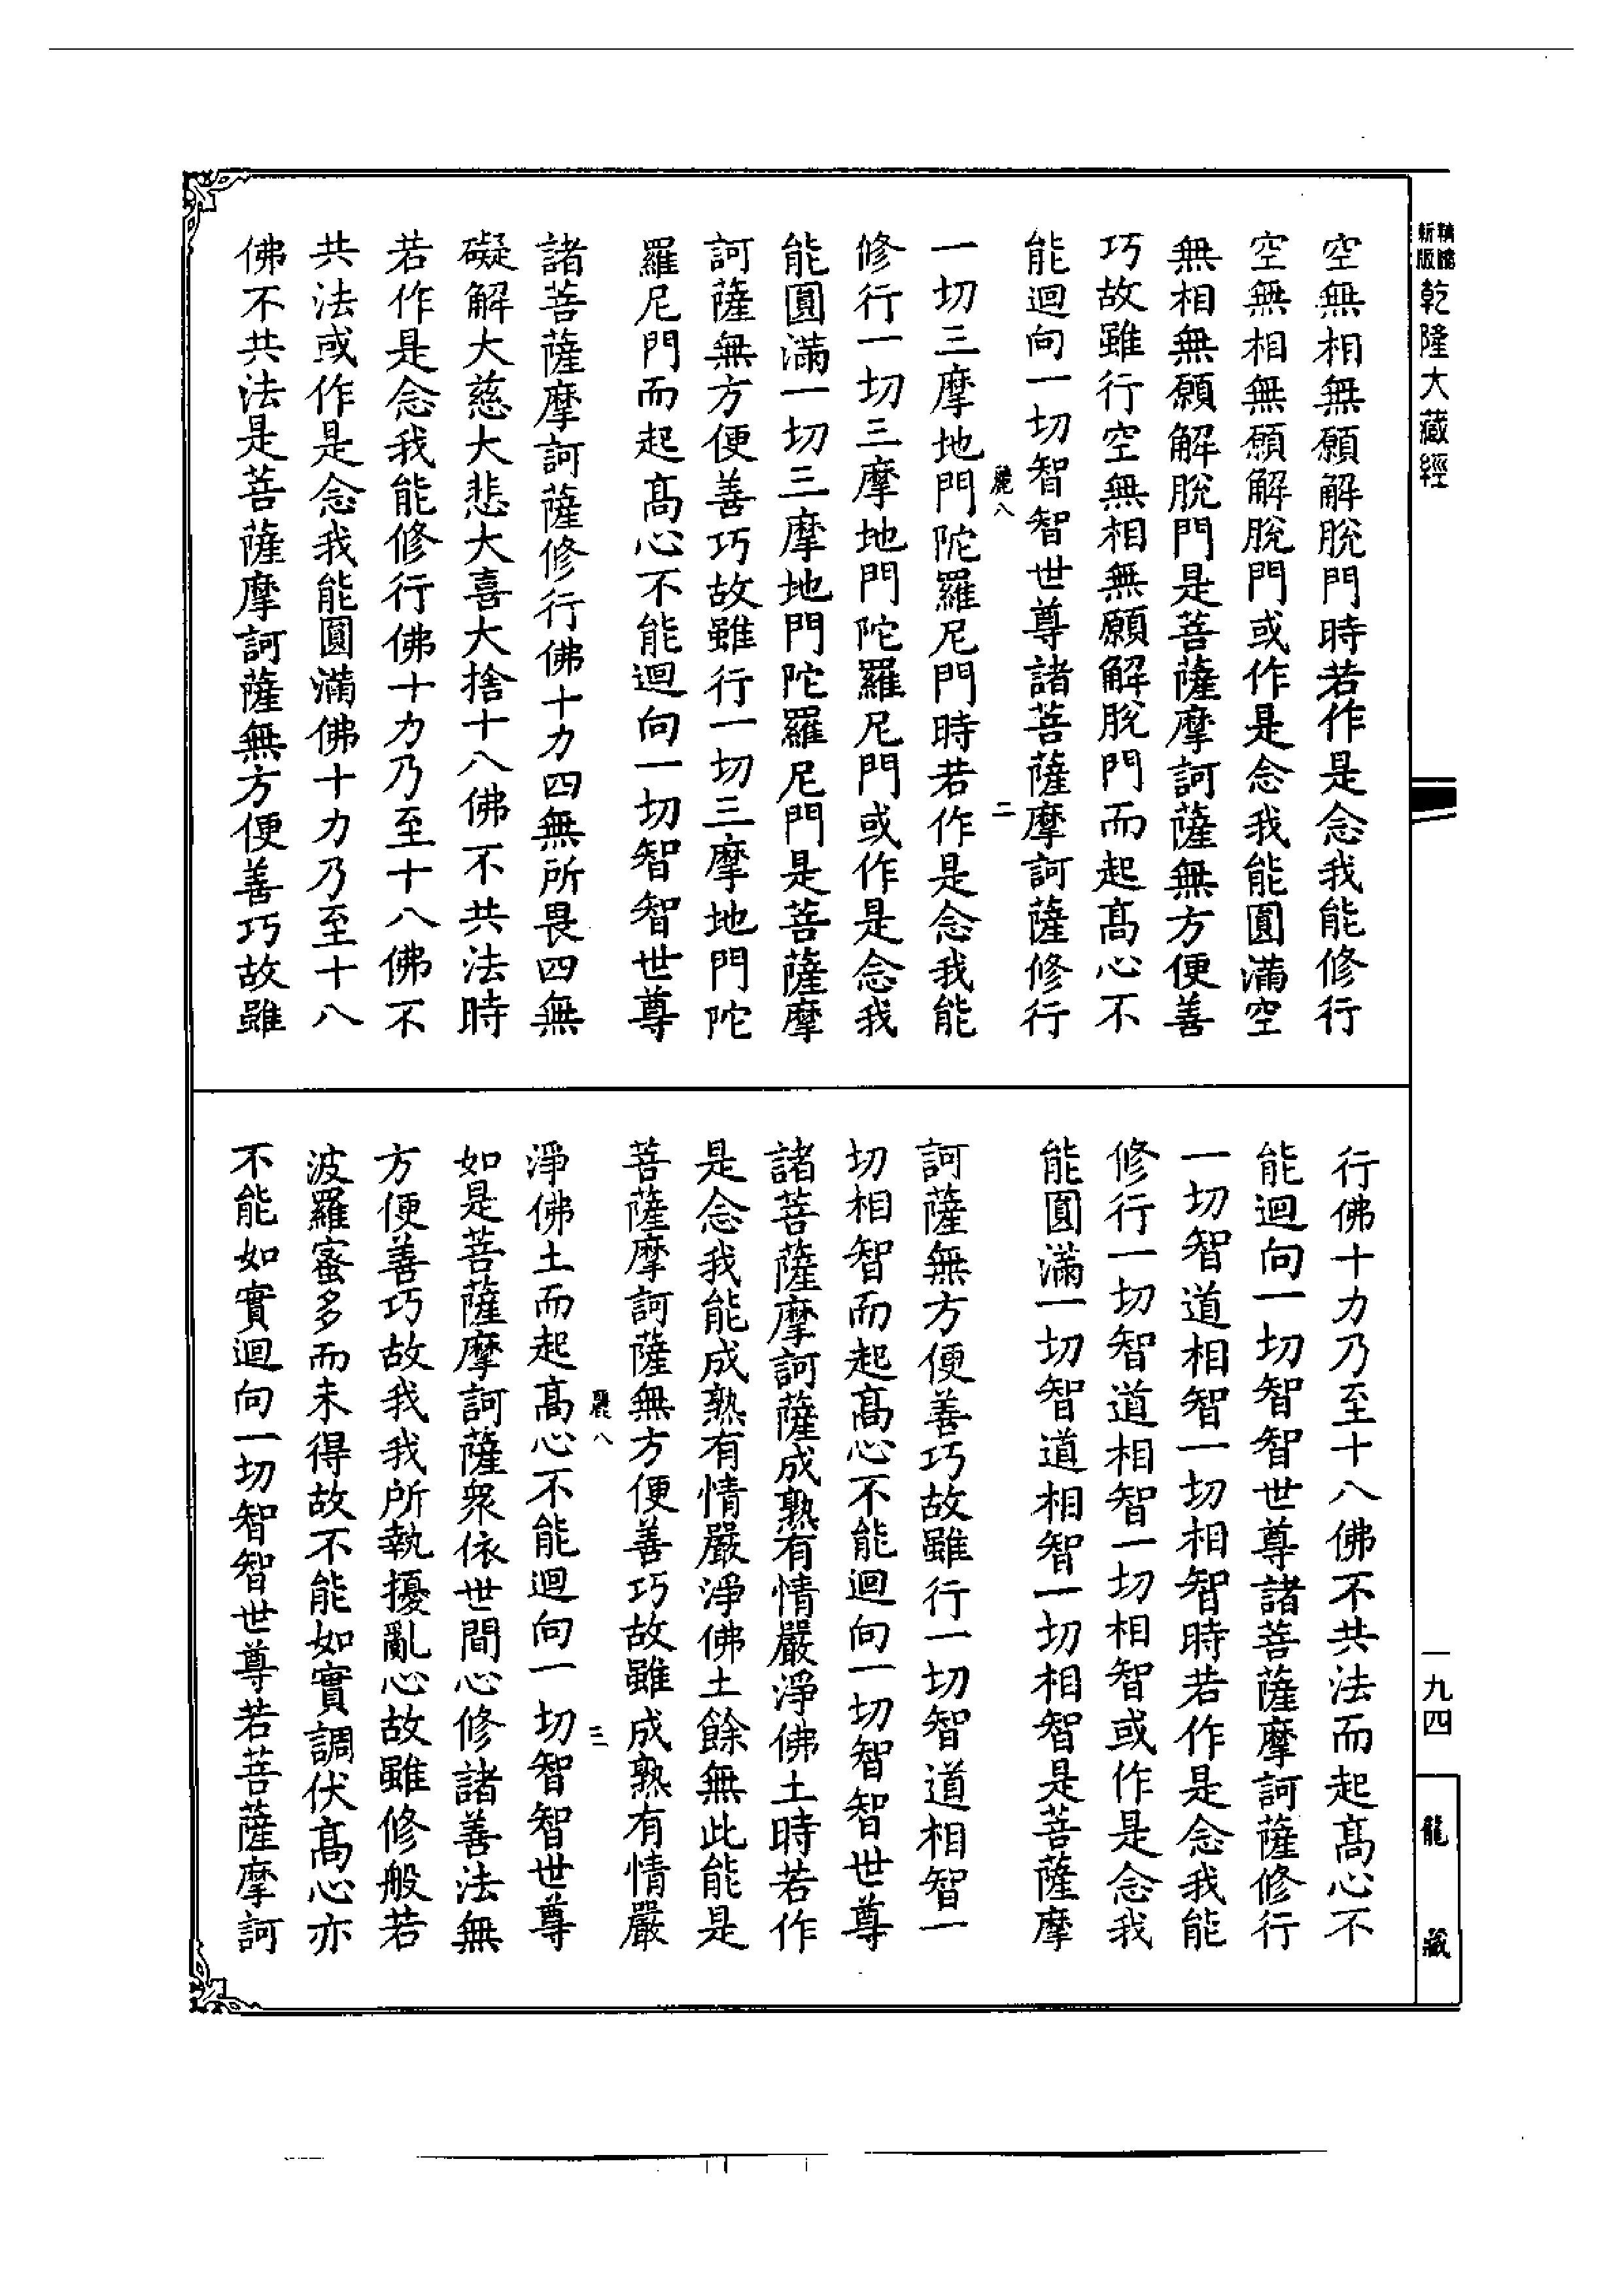 新版
乾隆大藏經
空無相無願解脫門時若作是念我能修行
空無相無願解脫門或作是念我能圓滿空
無相無願解脫門是菩薩摩訶薩無方便善
巧故雖行空無相無願解脫門而起髙心不
能迴向一切智智世尊諸菩薩摩訶薩修行
麗八 二
一切三摩地門陀羅尼門時若作是念我能
修行一切三摩地門陀羅尼門或作是念我
能圓滿一切三摩地門陀羅尼門是菩薩摩
訶薩無方便善巧故雖行一切三摩地門陀
羅尼門而起髙心不能迴向一切智智世尊
諸菩薩摩訶薩修行佛十力四無所畏四無
礙解大慈大悲大喜大捨十八佛不共法時
若作是念我能修行佛十力乃至十八佛不
共法或作是念我能圓滿佛十力乃至十八
佛不共法是菩薩摩訶薩無方便善巧故雖
行佛十力乃至十八佛不共法而起髙心不
能迴向一切智智世尊諸菩薩摩訶薩修行
一切智道相智一切相智時若作是念我能
修行一切智道相智一切相智或作是念我
能圓滿一切智道相智一切相智是菩薩摩
訶薩無方便善巧故雖行一切智道相智一
切相智而起髙心不能迴向一切智智世尊
諸菩薩摩訶薩成熟有情嚴淨佛土時若作
是念我能成熟有情嚴淨佛土餘無此能是
菩薩摩訶薩無方便善巧故雖成熟有情嚴
麗八 三
淨佛土而起髙心不能迴向一切智智世尊
如是菩薩摩訶薩眾依世間心修諸善法無
方便善巧故我我所執擾亂心故雖修般若
波羅蜜多而未得故不能如實調伏髙心亦
不能如實迴向一切智智世尊若菩薩摩訶
一九四
龍藏